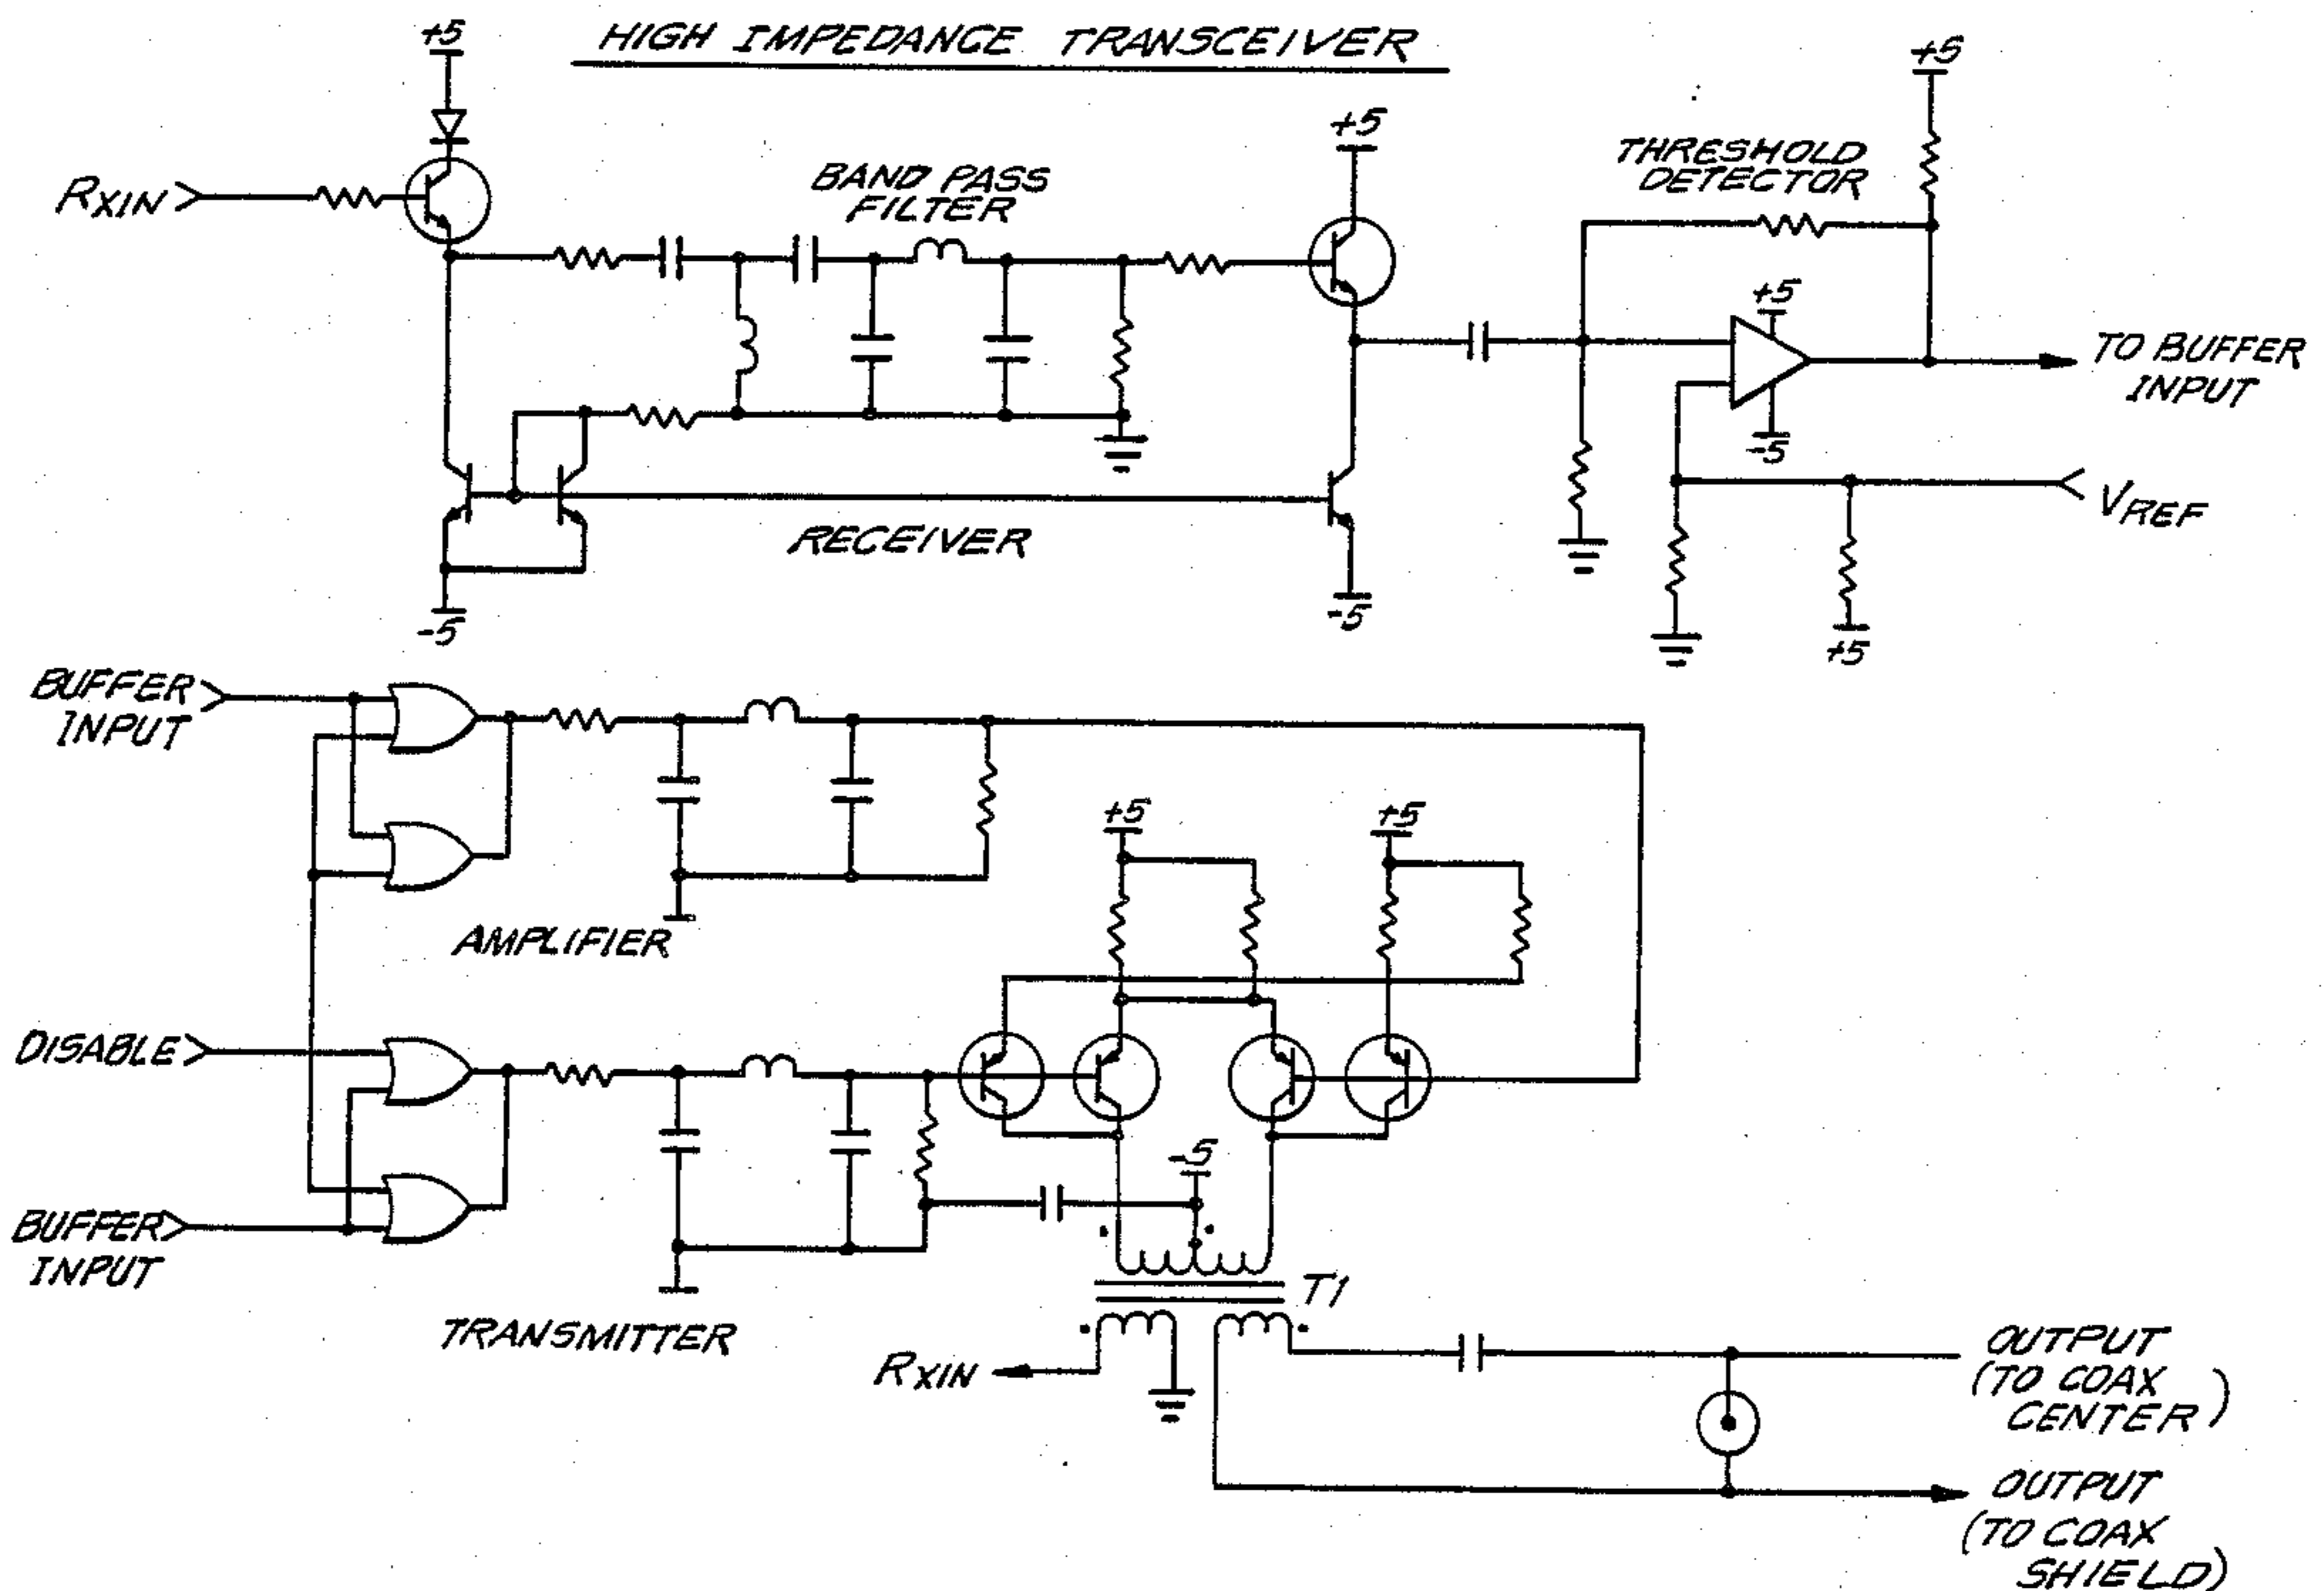 HIGH IMPEDANCE TRANSCEIVER
+5
+5
+5
RXIN
BAND PASS
FILTER
THRESHOLD
DETECTOR
+5
TO BUFFER
INPUT
-5
VREF
RECEIVER
-5
-5
+5
BUFFER
INPUT
+5
+5
AMPLIFIER
DISABLE
-5
BUFFER
INPUT
T1
TRANSMITTER
RXIN
OUTPUT
(TO COAX
CENTER)
OUTPUT
(TO COAX
SHIELD)